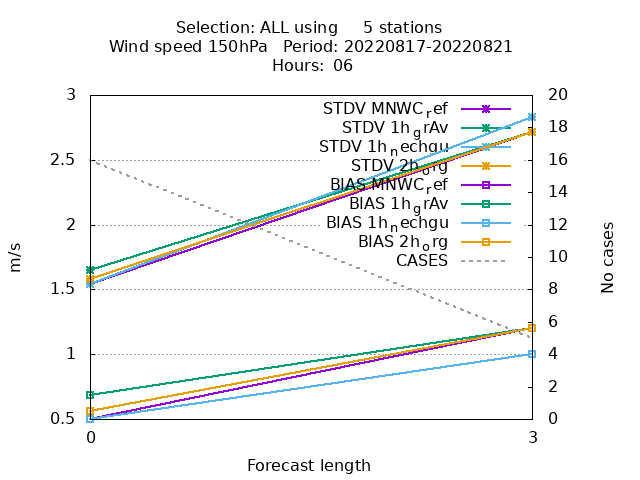 Selection: ALL using 5 stations
Wind speed 150hPa Period: 20220817-20220821
Hours: 06
3
2.5
2
1.5
1
0.5
m/s
STDV MNWC_ref
STDV 1h_grAv
STDV 1h_nechgu
STDV 2h_org
BIAS MNWC_ref
BIAS 1h_grAv
BIAS 1h_nechgu
BIAS 2h_org
CASES
20
18
16
14
12
10
8
6
4
2
0
No cases
0 3
Forecast length